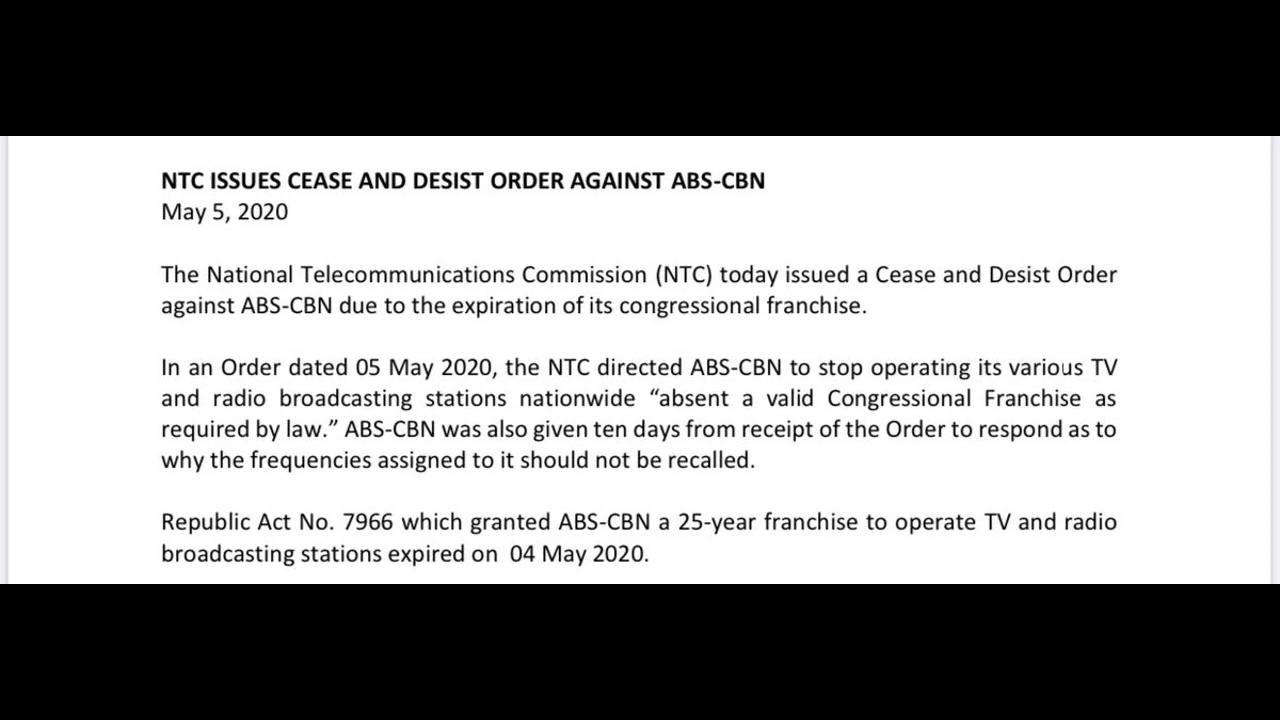 NTC ISSUES CEASE AND DESIST ORDER AGAINST ABS-CBN
May 5, 2020
The National Telecommunications Commission (NTC) today issued a Cease and Desist Order
against ABS-CBN due to the expiration of its congressional franchise.
In an Order dated 05 May 2020, the NTC directed ABS-CBN to stop operating its various TV
and radio broadcasting stations nationwide “absent a valid Congressional Franchise as
required by law.” ABS-CBN was also given ten days from receipt of the Order to respond as to
why the frequencies assigned to it should not be recalled.
Republic Act No. 7966 which granted ABS-CBN a 25-year franchise to operate TV and radio
broadcasting stations expired on  04 May 2020.